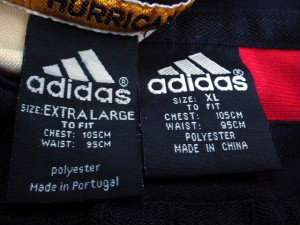 HURRICAN
adidas
SIZE: EXTRA LARGE
TO FIT
CHEST: 105CM
WAIST: 95CM
polyester
Made in Portugal
adidas
SIZE: XL
TO FIT
CHEST: 105CM
WAIST: 95CM
POLYESTER
MADE IN CHINA